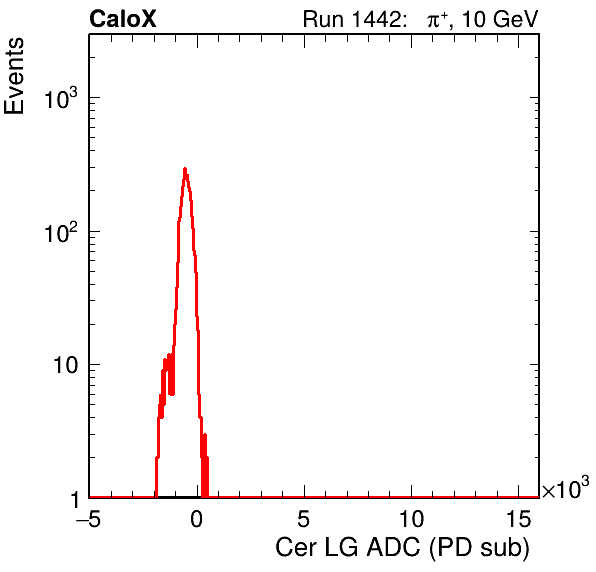 CaloX Run 1442: π⁺, 10 GeV
Events
10³
10²
10
1
−5 0 5 10 15 ×10³
Cer LG ADC (PD sub)